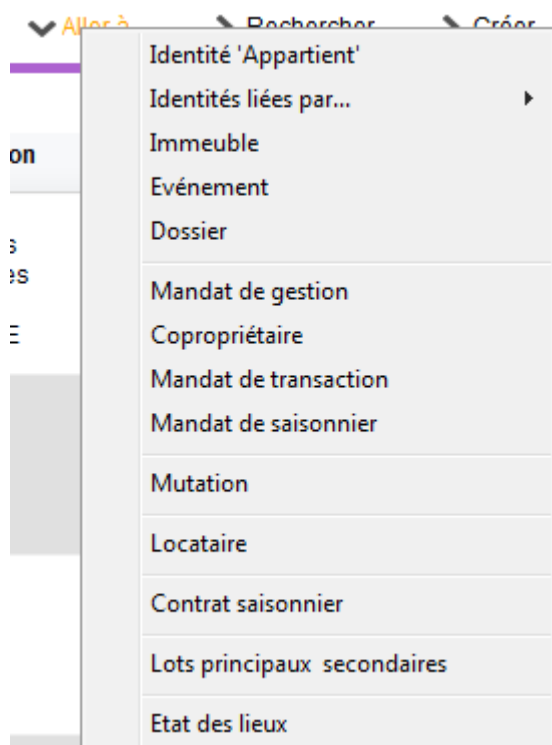 Aller à Rechercher Créer
Identité 'Appartient'
Identités liées par...
on
Immeuble
Evénement
Dossier
s
es
Mandat de gestion
E
Copropriétaire
Mandat de transaction
Mandat de saisonnier
Mutation
Locataire
Contrat saisonnier
Lots principaux secondaires
Etat des lieux